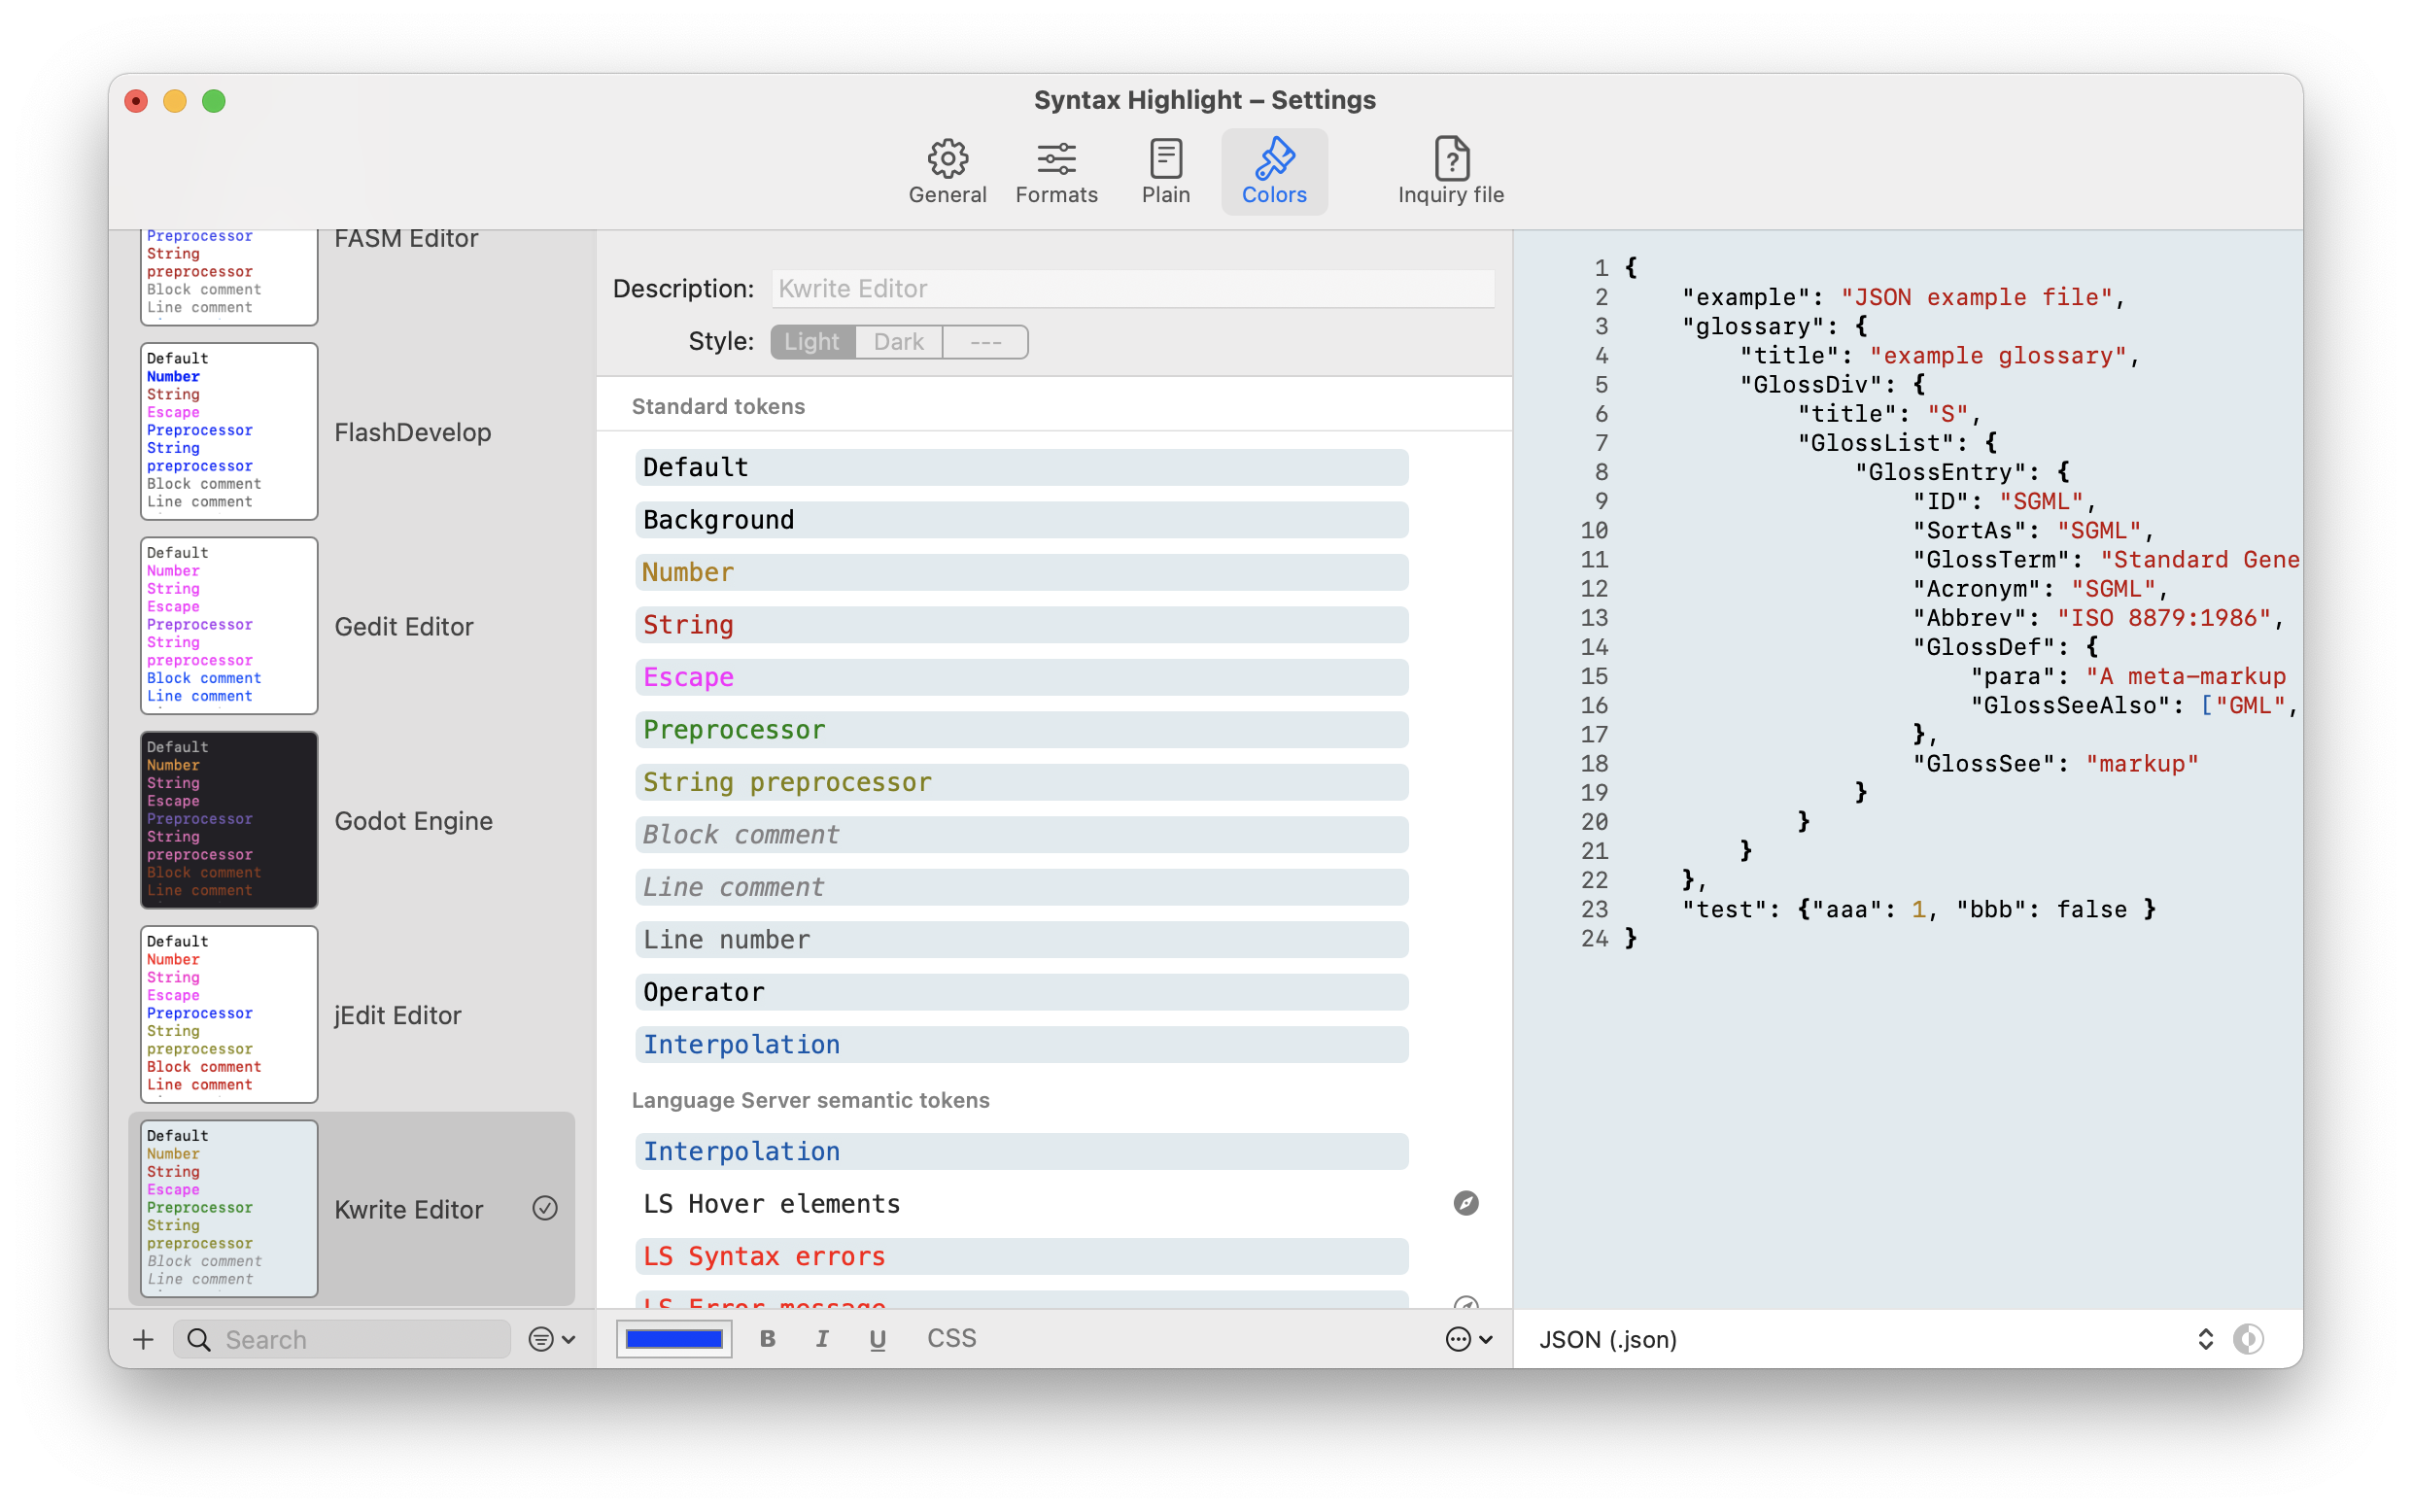 Syntax Highlight – Settings
General
Formats
Plain
Colors
Inquiry file
Preprocessor
String
preprocessor
Block comment
Line comment
FASM Editor
Default
Number
String
Escape
Preprocessor
String
preprocessor
Block comment
Line comment
FlashDevelop
Default
Number
String
Escape
Preprocessor
String
preprocessor
Block comment
Line comment
Gedit Editor
Default
Number
String
Escape
Preprocessor
String
preprocessor
Block comment
Line comment
Godot Engine
Default
Number
String
Escape
Preprocessor
String
preprocessor
Block comment
Line comment
jEdit Editor
Default
Number
String
Escape
Preprocessor
String
preprocessor
Block comment
Line comment
Kwrite Editor
Search
Description: Kwrite Editor
Style: Light Dark ---
Standard tokens
Default
Background
Number
String
Escape
Preprocessor
String preprocessor
Block comment
Line comment
Line number
Operator
Interpolation
Language Server semantic tokens
Interpolation
LS Hover elements
LS Syntax errors
LS Error message
B I U CSS
1 {
2 "example": "JSON example file",
3 "glossary": {
4 "title": "example glossary",
5 "GlossDiv": {
6 "title": "S",
7 "GlossList": {
8 "GlossEntry": {
9 "ID": "SGML",
10 "SortAs": "SGML",
11 "GlossTerm": "Standard Gene
12 "Acronym": "SGML",
13 "Abbrev": "ISO 8879:1986",
14 "GlossDef": {
15 "para": "A meta-markup
16 "GlossSeeAlso": ["GML",
17 },
18 "GlossSee": "markup"
19 }
20 }
21 }
22 },
23 "test": {"aaa": 1, "bbb": false }
24 }
JSON (.json)